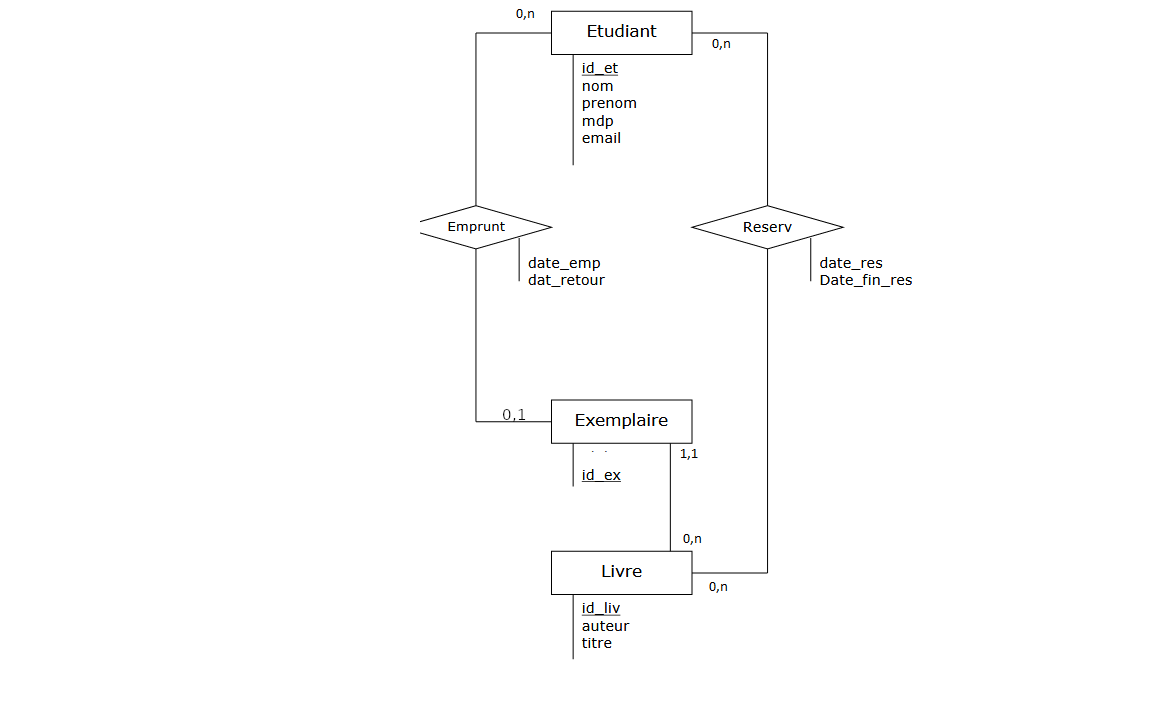 0,n
Etudiant
0,n
id_et
nom
prenom
mdp
email
Emprunt
Reserv
date_emp
dat_retour
date_res
Date_fin_res
0,1
Exemplaire
1,1
id_ex
0,n
Livre
0,n
id_liv
auteur
titre